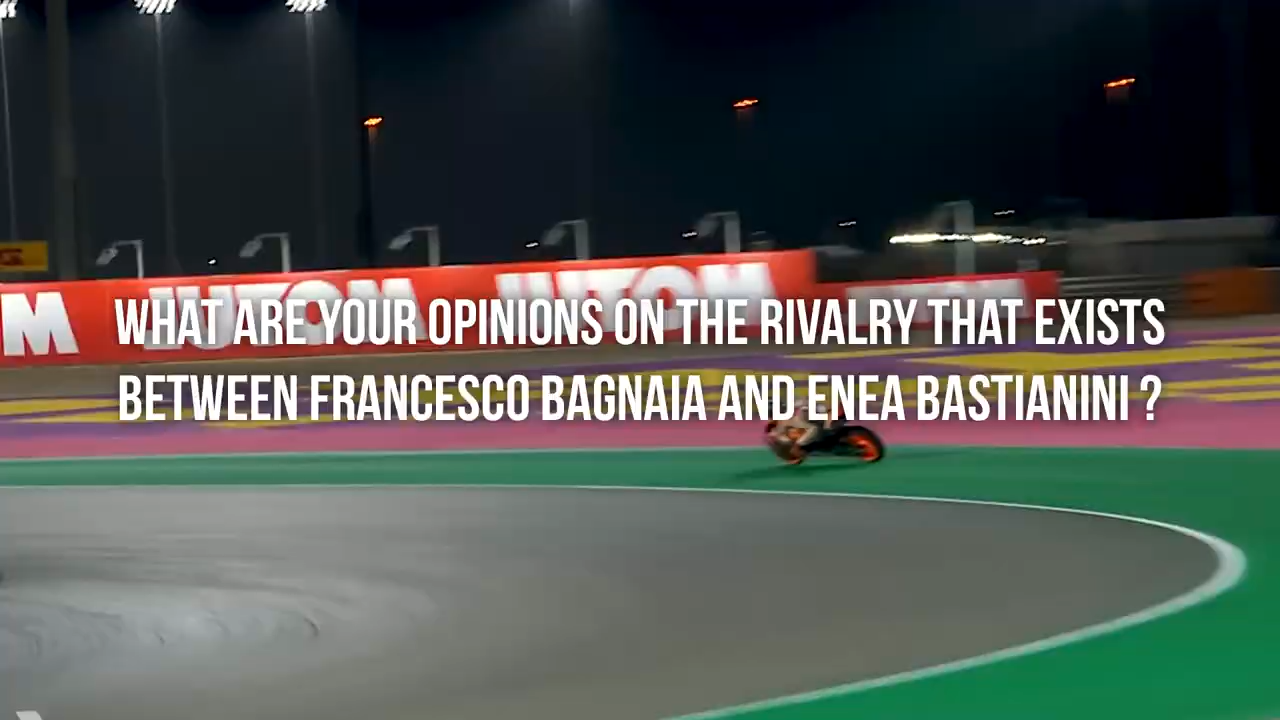 WHAT ARE YOUR OPINIONS ON THE RIVALRY THAT EXISTS
BETWEEN FRANCESCO BAGNAIA AND ENEA BASTIANINI ?